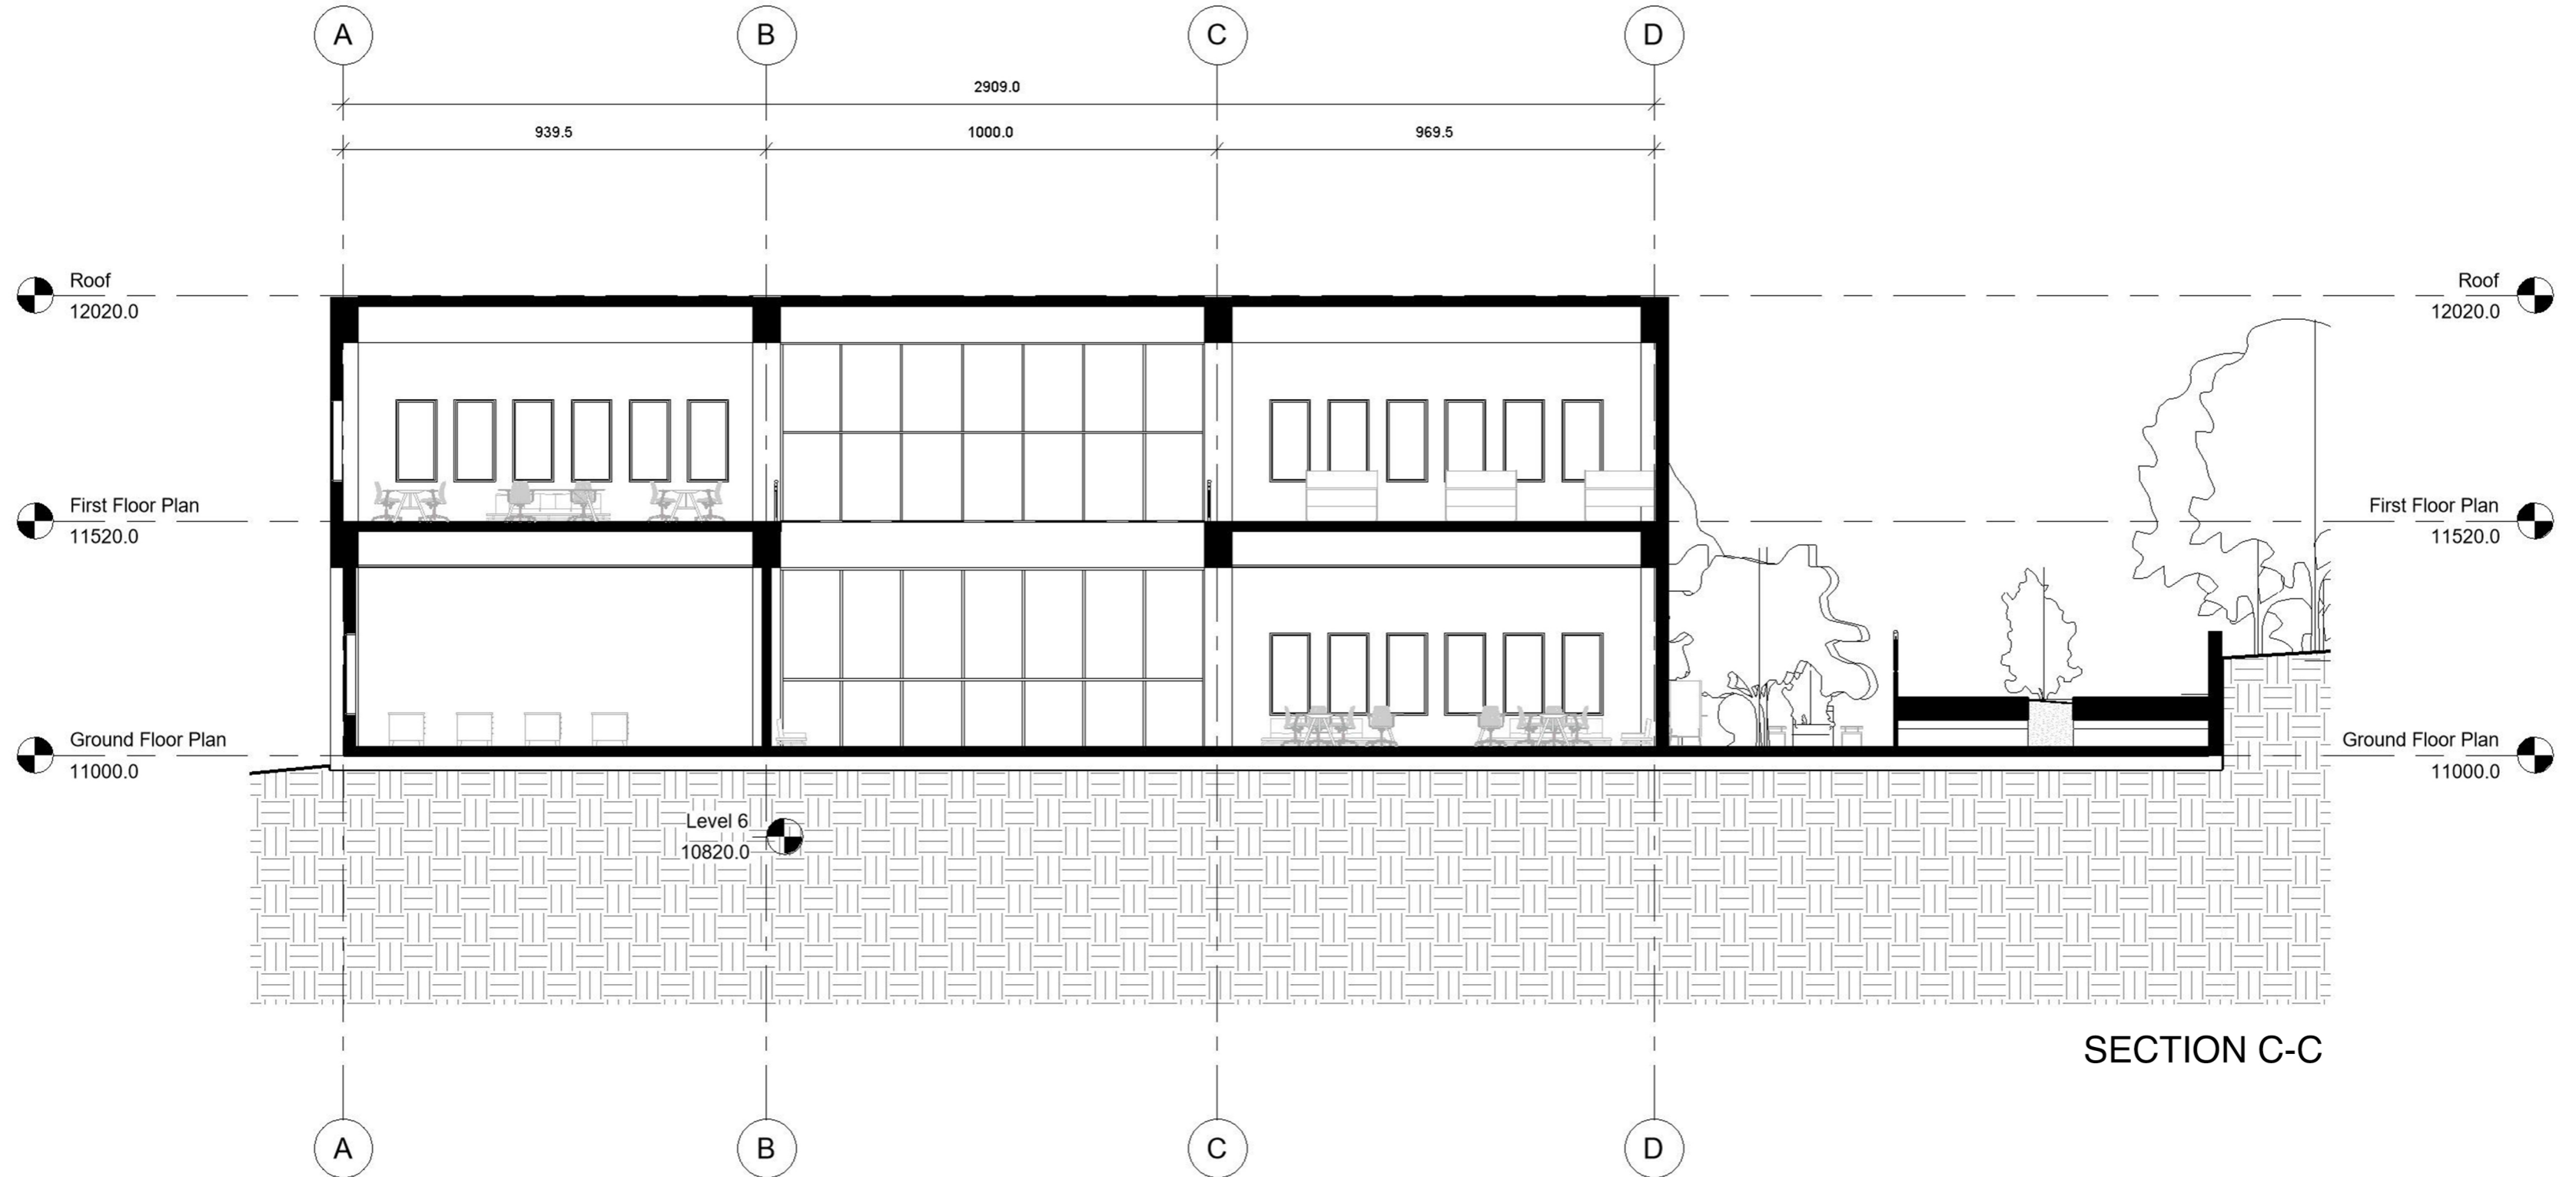 A B C D
2909.0
939.5 1000.0 969.5
Roof
12020.0
Roof
12020.0
First Floor Plan
11520.0
First Floor Plan
11520.0
Ground Floor Plan
11000.0
Ground Floor Plan
11000.0
Level 6
10820.0
SECTION C-C
A B C D